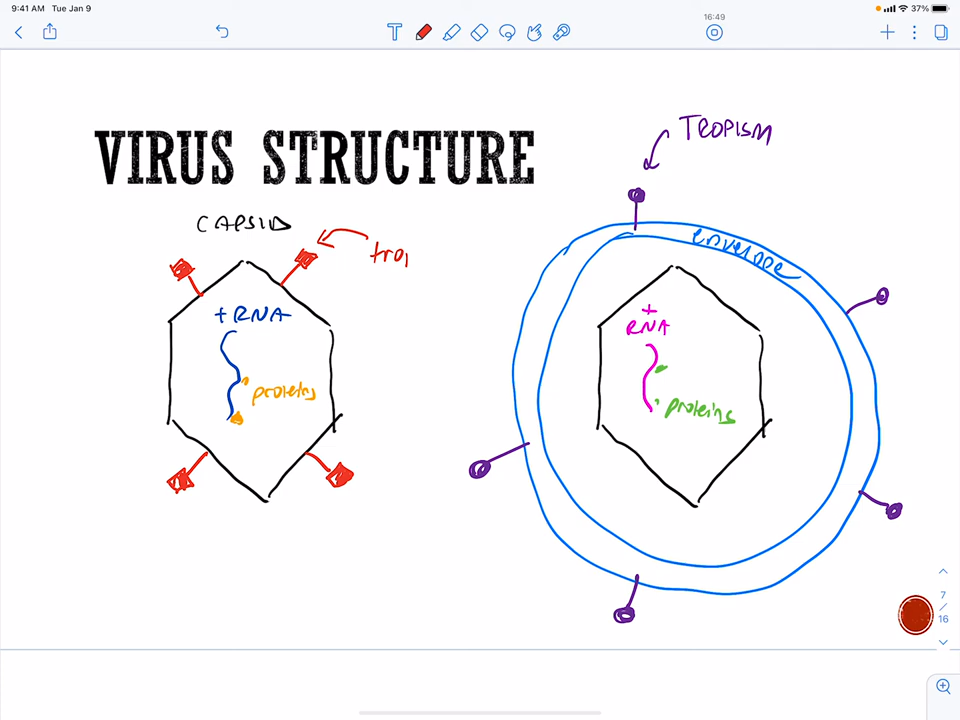 9:41 AM Tue Jan 9
37%
16:49
T
VIRUS STRUCTURE
TROPISM
CAPSID
envelope
tro
+RNA
+
RNA
proteins
proteins
7
/
16